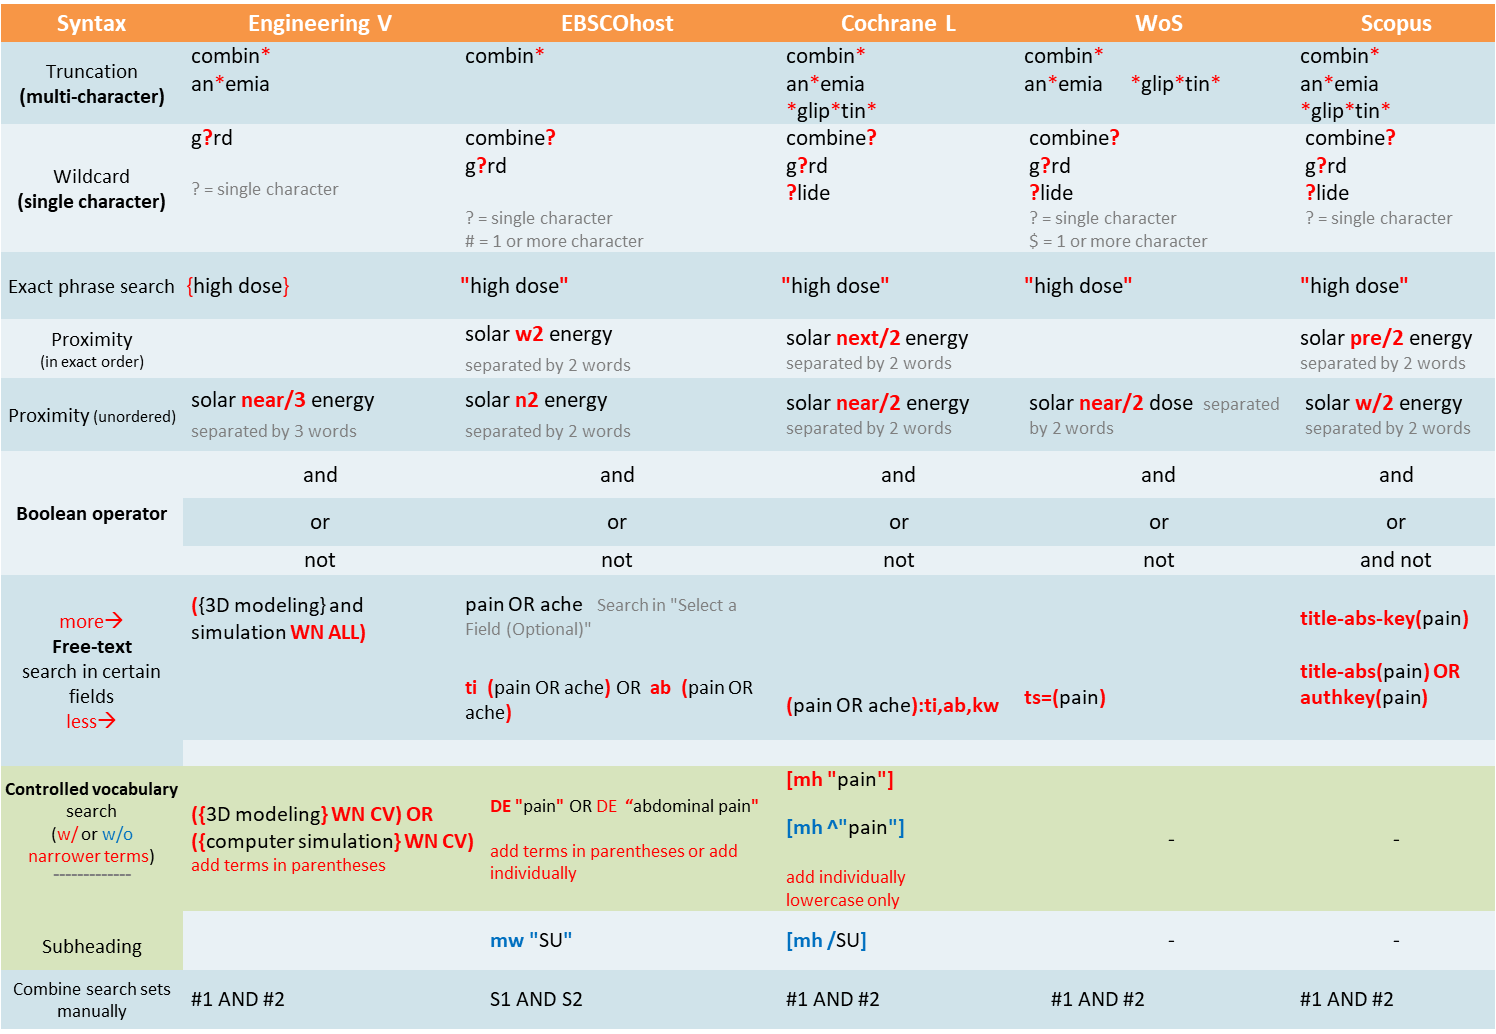 Syntax Engineering V EBSCOhost Cochrane L WoS Scopus
Truncation
(multi-character)
combin*
an*emia
combin*
combin*
an*emia
*glip*tin*
combin*
an*emia *glip*tin*
combin*
an*emia
*glip*tin*
Wildcard
(single character)
g?rd
? = single character
combine?
g?rd
? = single character
# = 1 or more character
combine?
g?rd
?lide
combine?
g?rd
?lide
? = single character
$ = 1 or more character
combine?
g?rd
?lide
? = single character
Exact phrase search {high dose} "high dose" "high dose" "high dose" "high dose"
Proximity
(in exact order)
solar w2 energy
separated by 2 words
solar next/2 energy
separated by 2 words
solar pre/2 energy
separated by 2 words
Proximity (unordered)
solar near/3 energy
separated by 3 words
solar n2 energy
separated by 2 words
solar near/2 energy
separated by 2 words
solar near/2 dose separated
by 2 words
solar w/2 energy
separated by 2 words
Boolean operator
and and and and and
or or or or or
not not not not and not
more→
Free-text
search in certain
fields
less→
({3D modeling} and
simulation WN ALL)
pain OR ache Search in "Select a
Field (Optional)"
ti (pain OR ache) OR ab (pain OR
ache)
(pain OR ache):ti,ab,kw
ts=(pain)
title-abs-key(pain)
title-abs(pain) OR
authkey(pain)
Controlled vocabulary
search
(w/ or w/o
narrower terms)
-------------
({3D modeling} WN CV) OR
({computer simulation} WN CV)
add terms in parentheses
DE "pain" OR DE “abdominal pain"
add terms in parentheses or add
individually
[mh "pain"]
[mh ^"pain"]
add individually
lowercase only
-
-
Subheading
mw "SU"
[mh /SU]
-
-
Combine search sets
manually
#1 AND #2
S1 AND S2
#1 AND #2
#1 AND #2
#1 AND #2